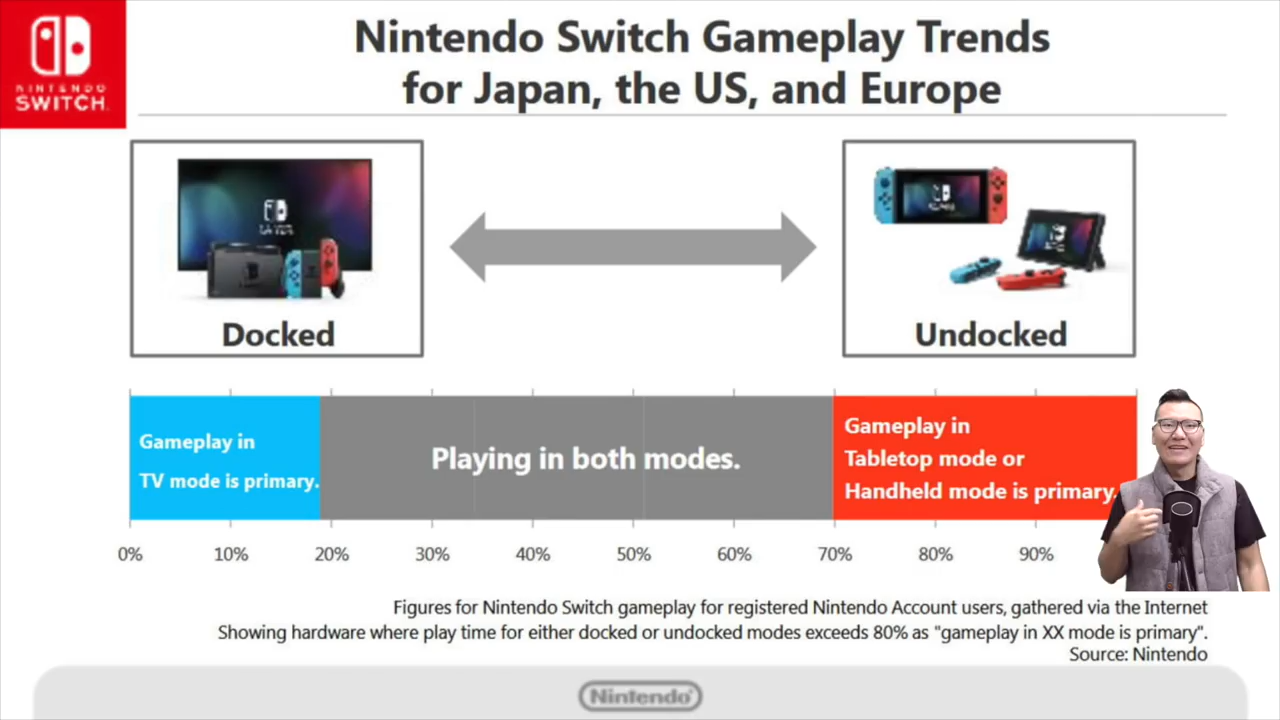 NINTENDO
SWITCH
Nintendo Switch Gameplay Trends
for Japan, the US, and Europe
Docked
Undocked
Gameplay in
TV mode is primary.
Playing in both modes.
Gameplay in
Tabletop mode or
Handheld mode is primary.
0% 10% 20% 30% 40% 50% 60% 70% 80% 90%
Figures for Nintendo Switch gameplay for registered Nintendo Account users, gathered via the Internet
Showing hardware where play time for either docked or undocked modes exceeds 80% as "gameplay in XX mode is primary".
Source: Nintendo
Nintendo